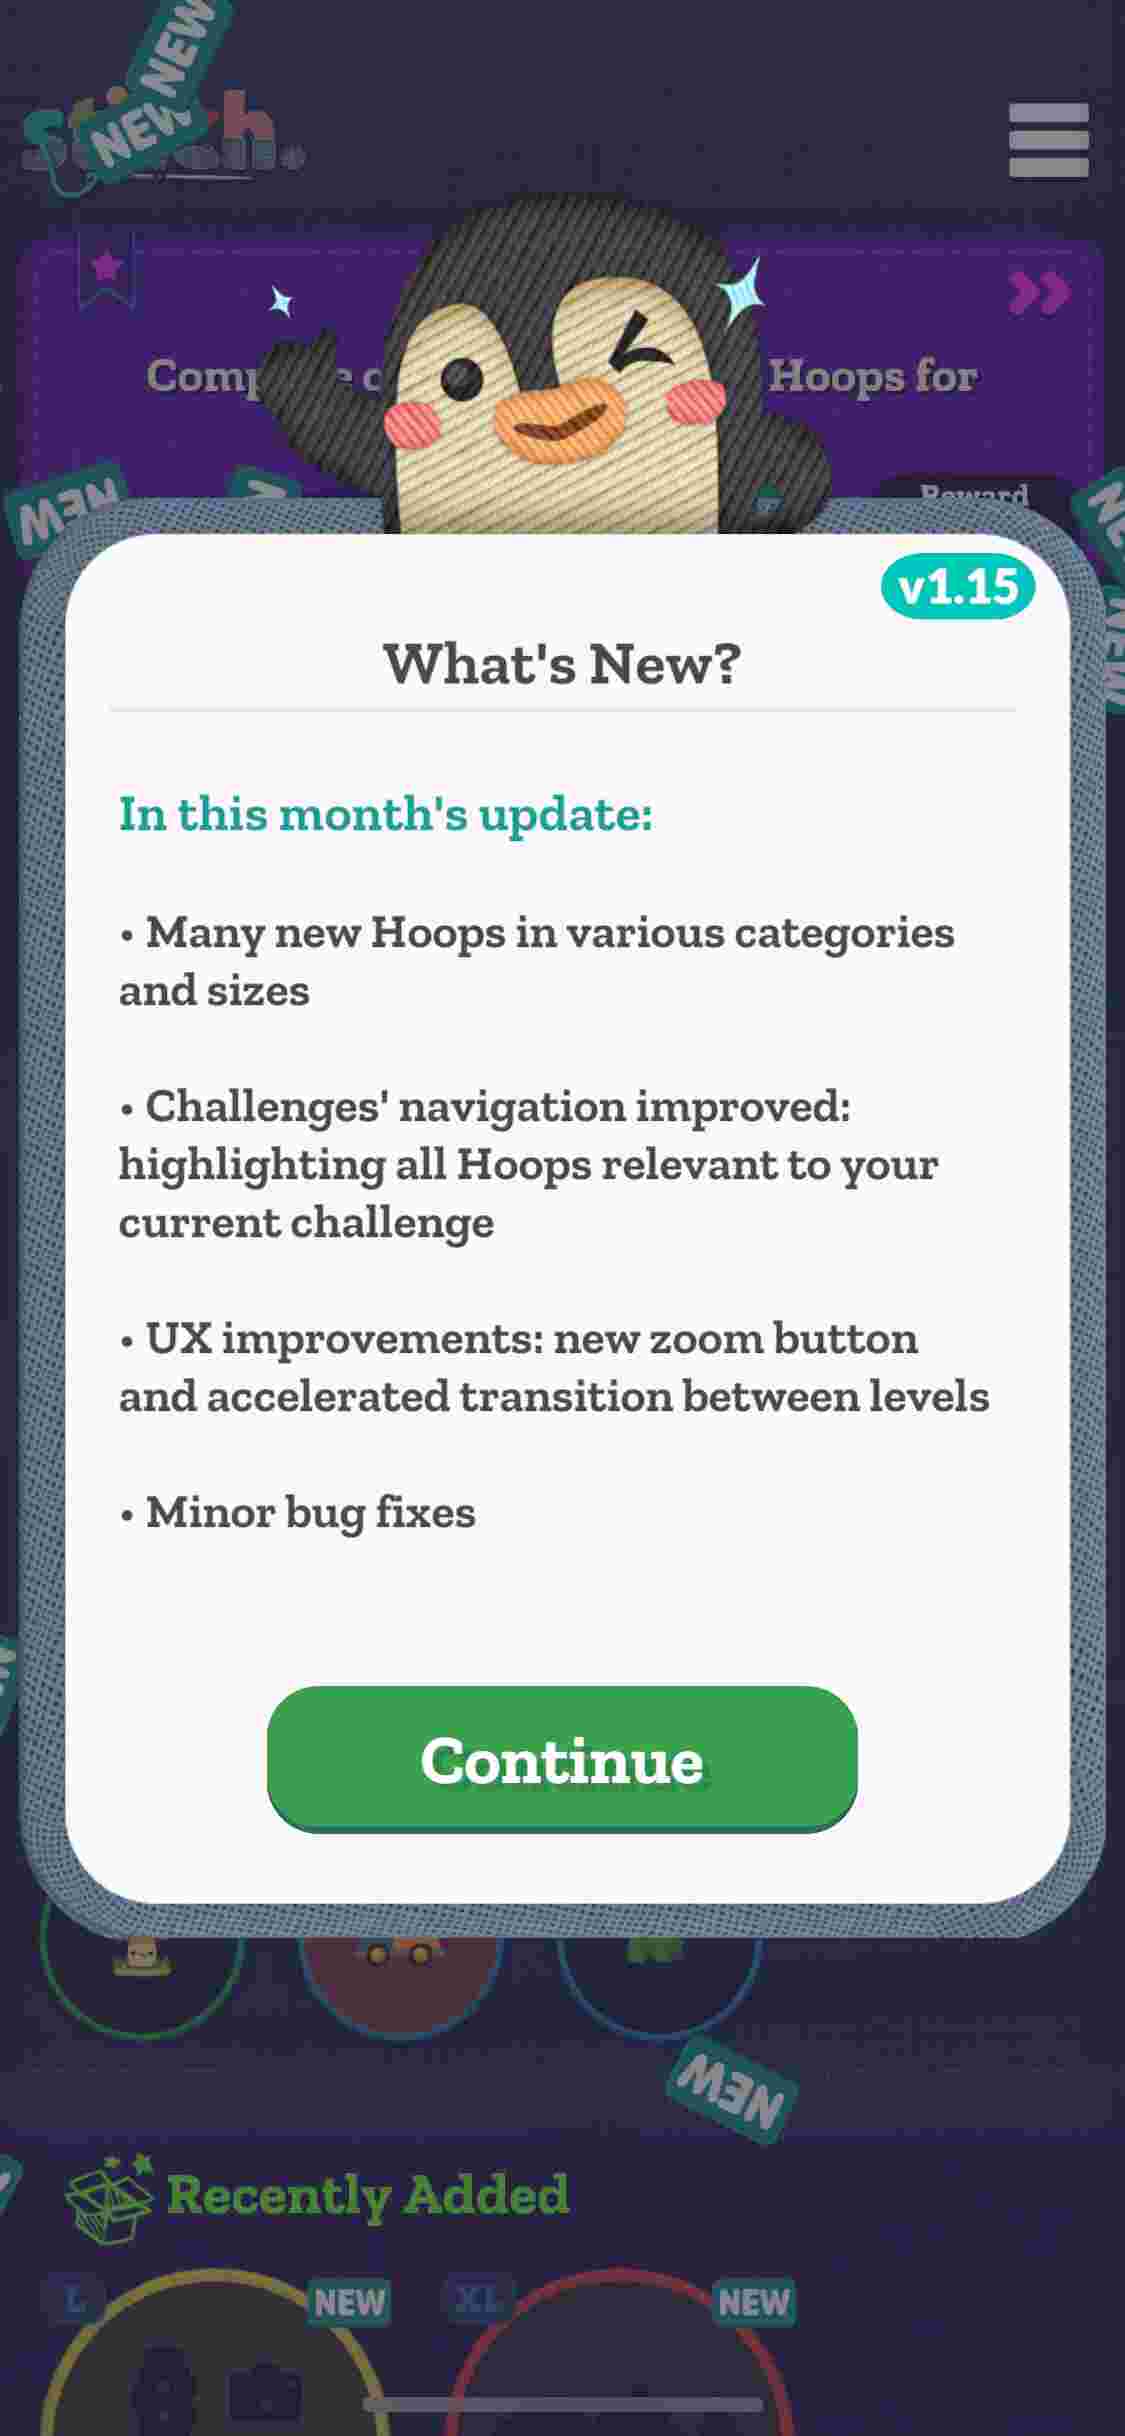 NEW
NEW
Hoops for
NEW
Reward
v1.15
What's New?
In this month's update:
• Many new Hoops in various categories
and sizes
• Challenges' navigation improved:
highlighting all Hoops relevant to your
current challenge
• UX improvements: new zoom button
and accelerated transition between levels
• Minor bug fixes
Continue
NEW
Recently Added
L NEW XL NEW